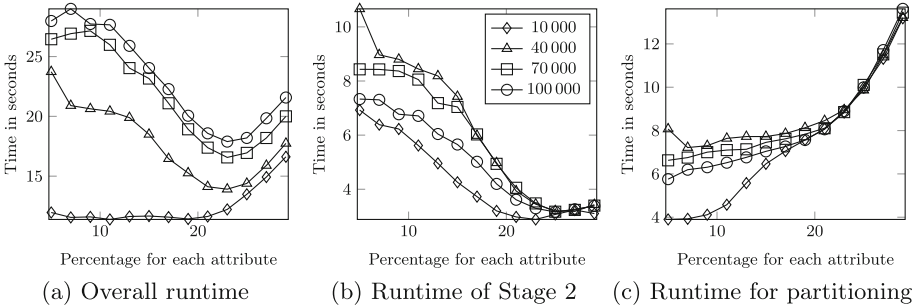 Time in seconds
25
20
15
10
20
Percentage for each attribute
(a) Overall runtime
Time in seconds
10
8
6
4
10
20
10 000
40 000
70 000
100 000
Percentage for each attribute
(b) Runtime of Stage 2
Time in seconds
12
10
8
6
4
10
20
Percentage for each attribute
(c) Runtime for partitioning